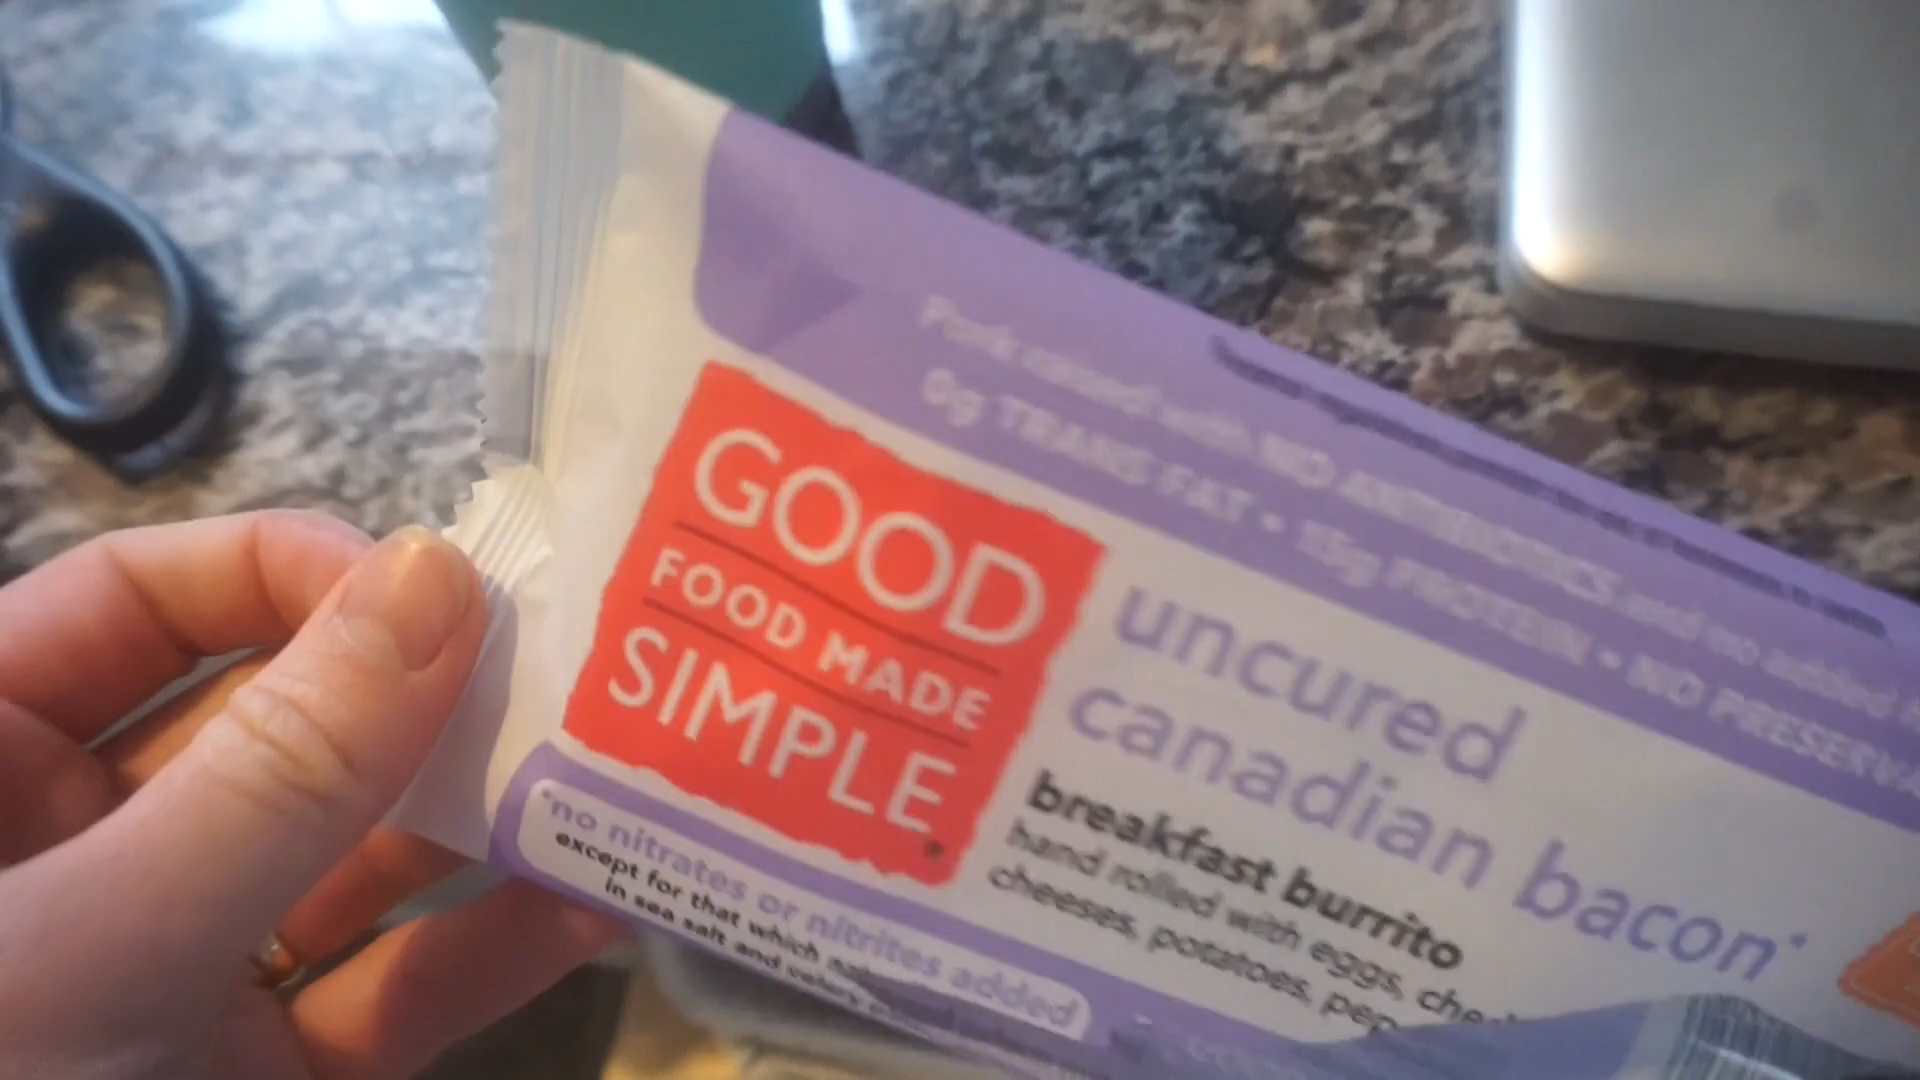 Pork raised with NO ANTIBIOTICS and no added
0g TRANS FAT • 15g PROTEIN • NO PRESERVA
GOOD
FOOD MADE
SIMPLE
uncured
canadian bacon*
breakfast burrito
hand rolled with eggs,
cheeses, potatoes,
*no nitrates or nitrites added
except for that which
in sea salt and celery